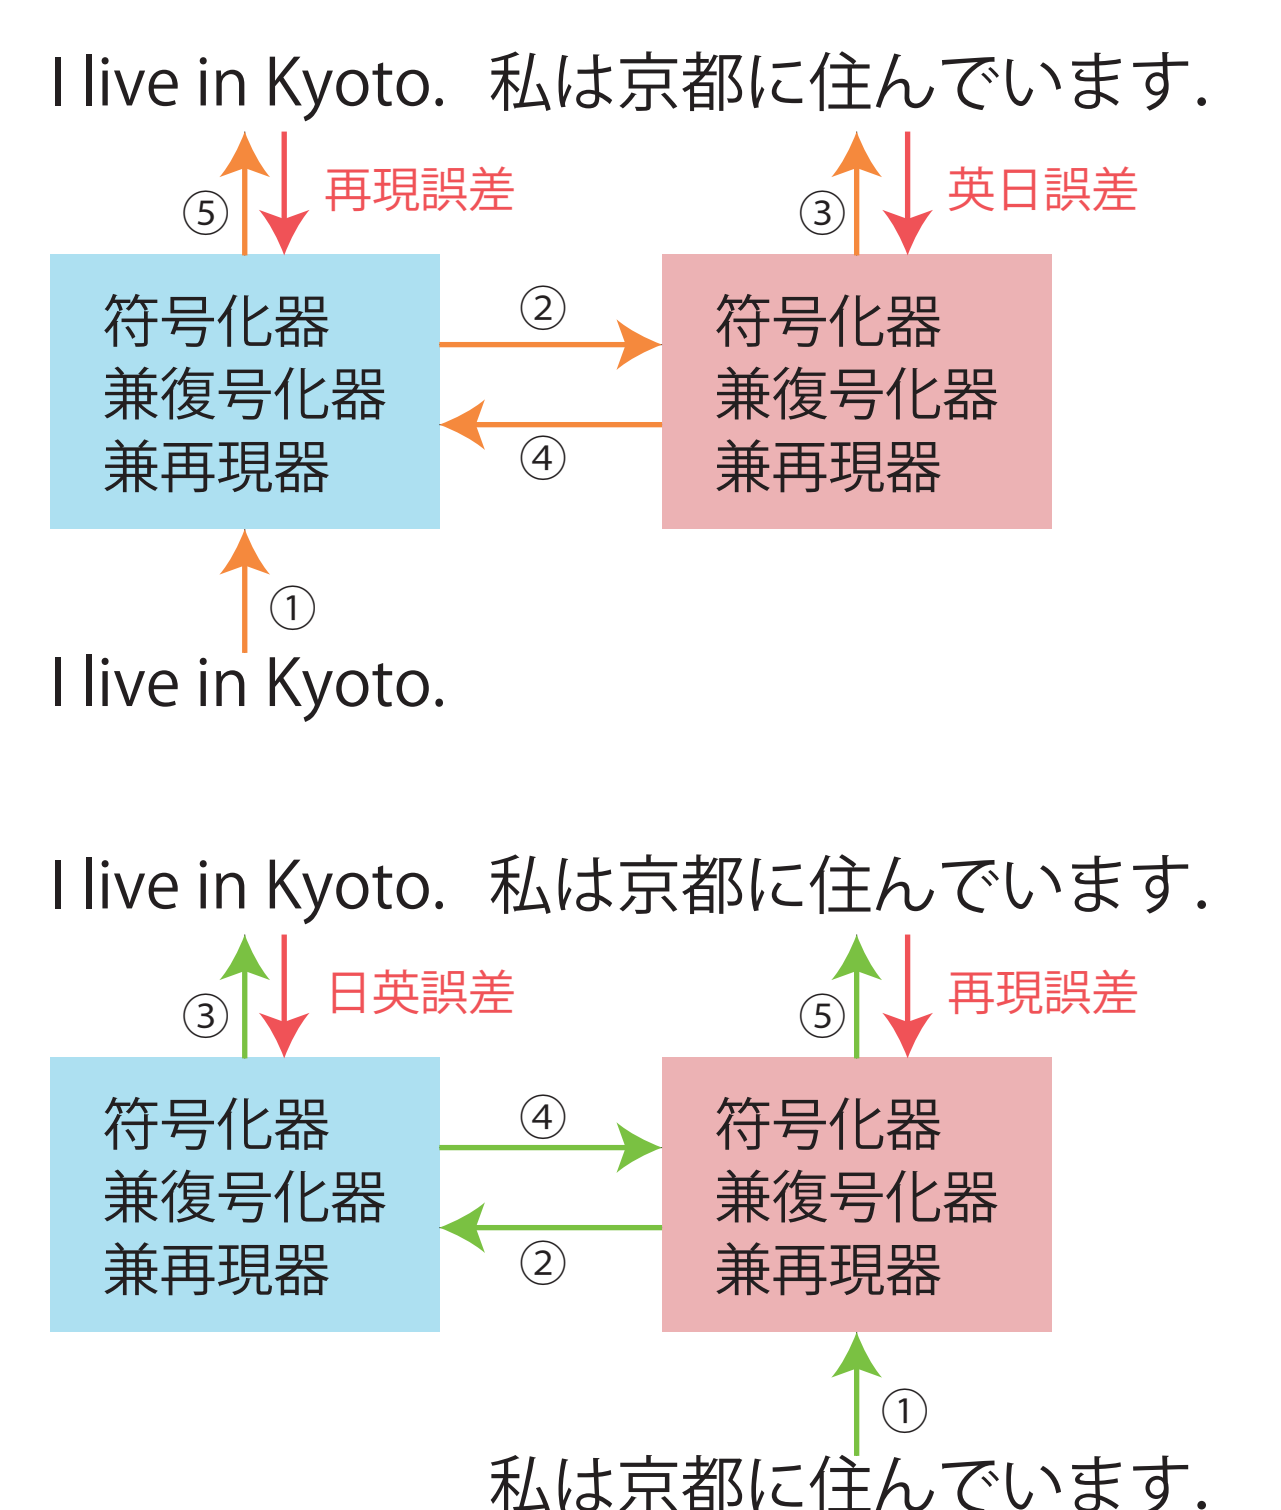 I live in Kyoto. 私は京都に住んでいます.
⑤ 再現誤差 ③ 英日誤差
符号化器
兼復号化器
兼再現器
②
④
符号化器
兼復号化器
兼再現器
①
I live in Kyoto.
I live in Kyoto. 私は京都に住んでいます.
③ 日英誤差 ⑤ 再現誤差
符号化器
兼復号化器
兼再現器
④
②
符号化器
兼復号化器
兼再現器
①
私は京都に住んでいます.